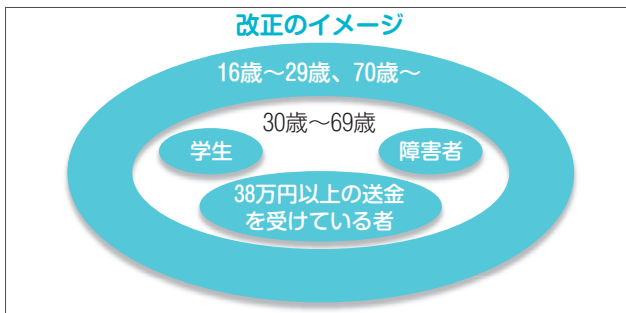 改正のイメージ
16歳～29歳、70歳～
30歳～69歳
学生
障害者
38万円以上の送金
を受けている者